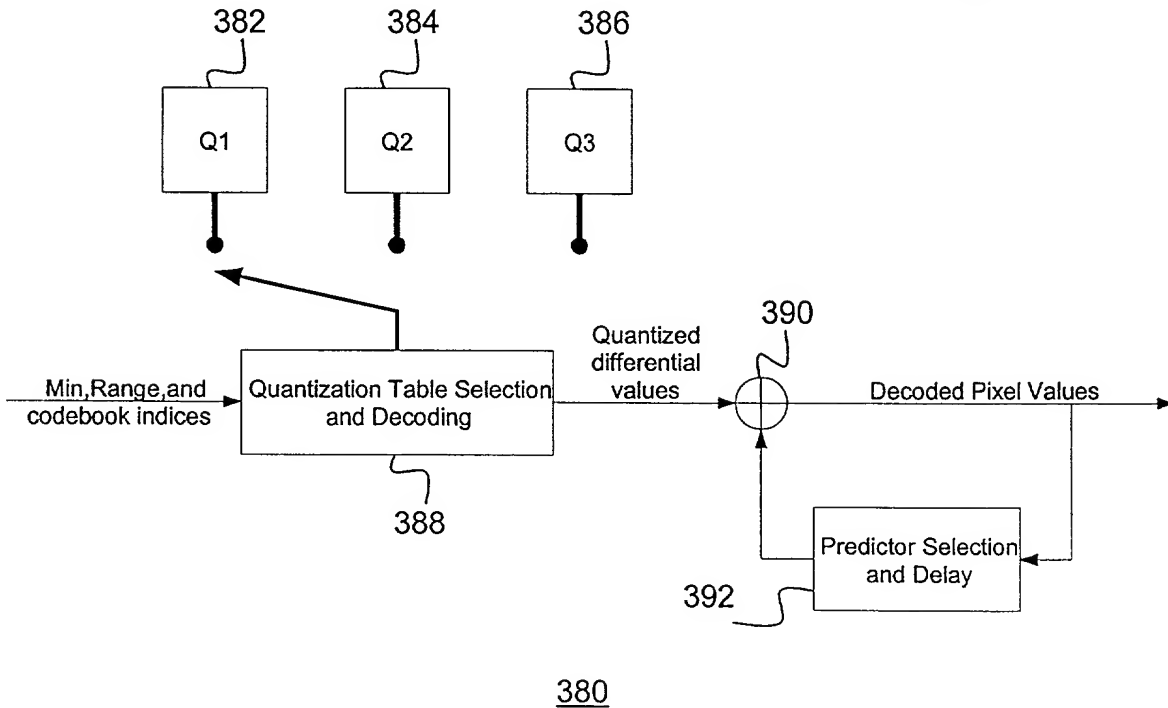 382
384
386
Q1
Q2
Q3
390
Quantized
differential
values
Min,Range,and
codebook indices
Quantization Table Selection
and Decoding
Decoded Pixel Values
388
Predictor Selection
and Delay
392
380